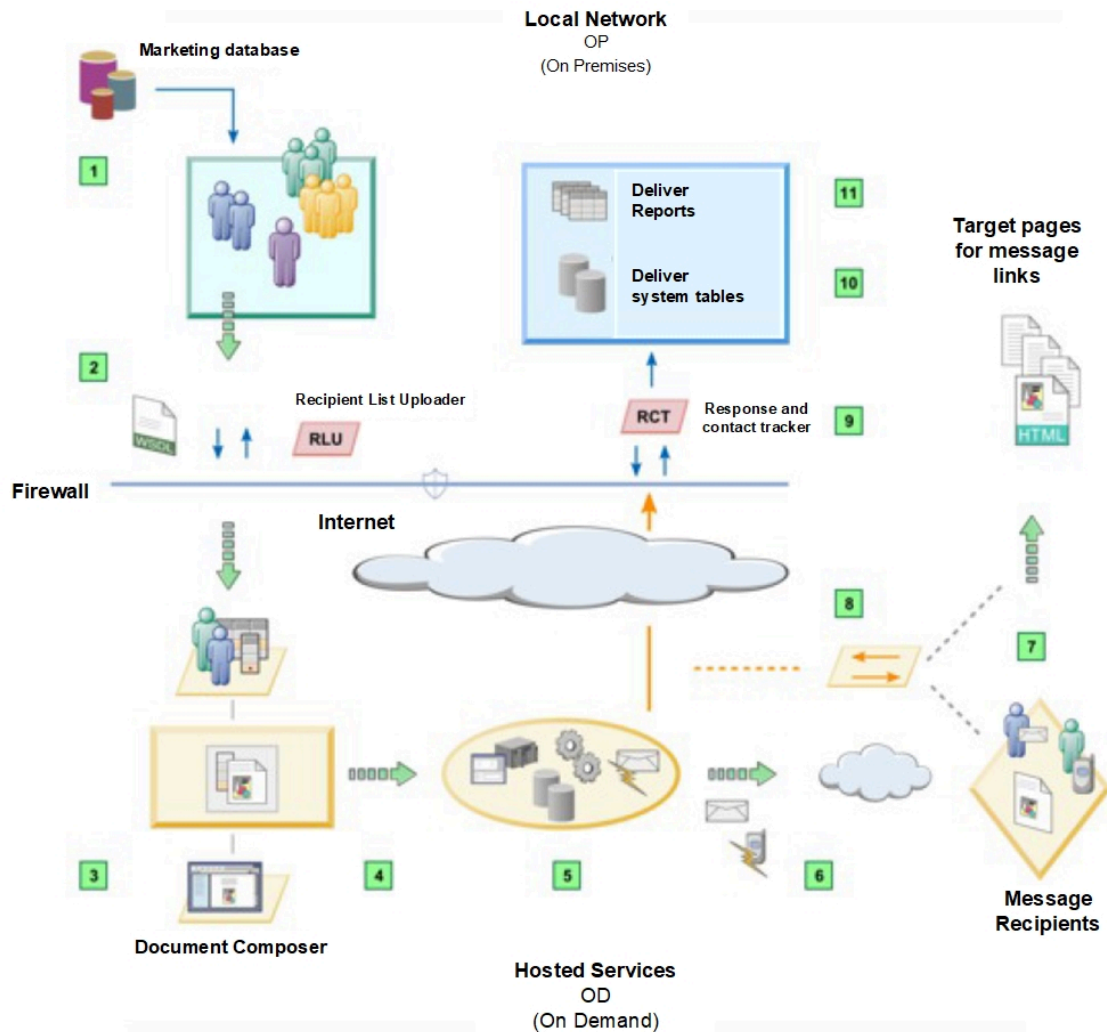 Local Network
OP
(On Premises)
Marketing database
1
Deliver
Reports
11
Deliver
system tables
10
Target pages
for message
links
2
WSDL
Recipient List Uploader
RLU
RCT
Response and
contact tracker
9
HTML
Firewall
Internet
8
7
3
4
5
6
Document Composer
Message
Recipients
Hosted Services
OD
(On Demand)